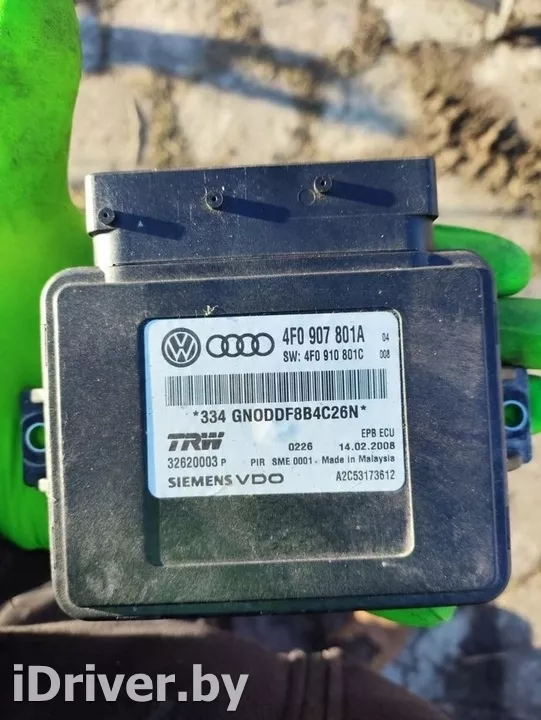 4F0 907 801A 04
SW: 4F0 910 801C 008
*334 GNODDF8B4C26N*
TRW EPB ECU
0226 14.02.2008
32620003 P PIR SME 0001 Made in Malaysia
SIEMENS VDO A2C53173612
iDriver.by